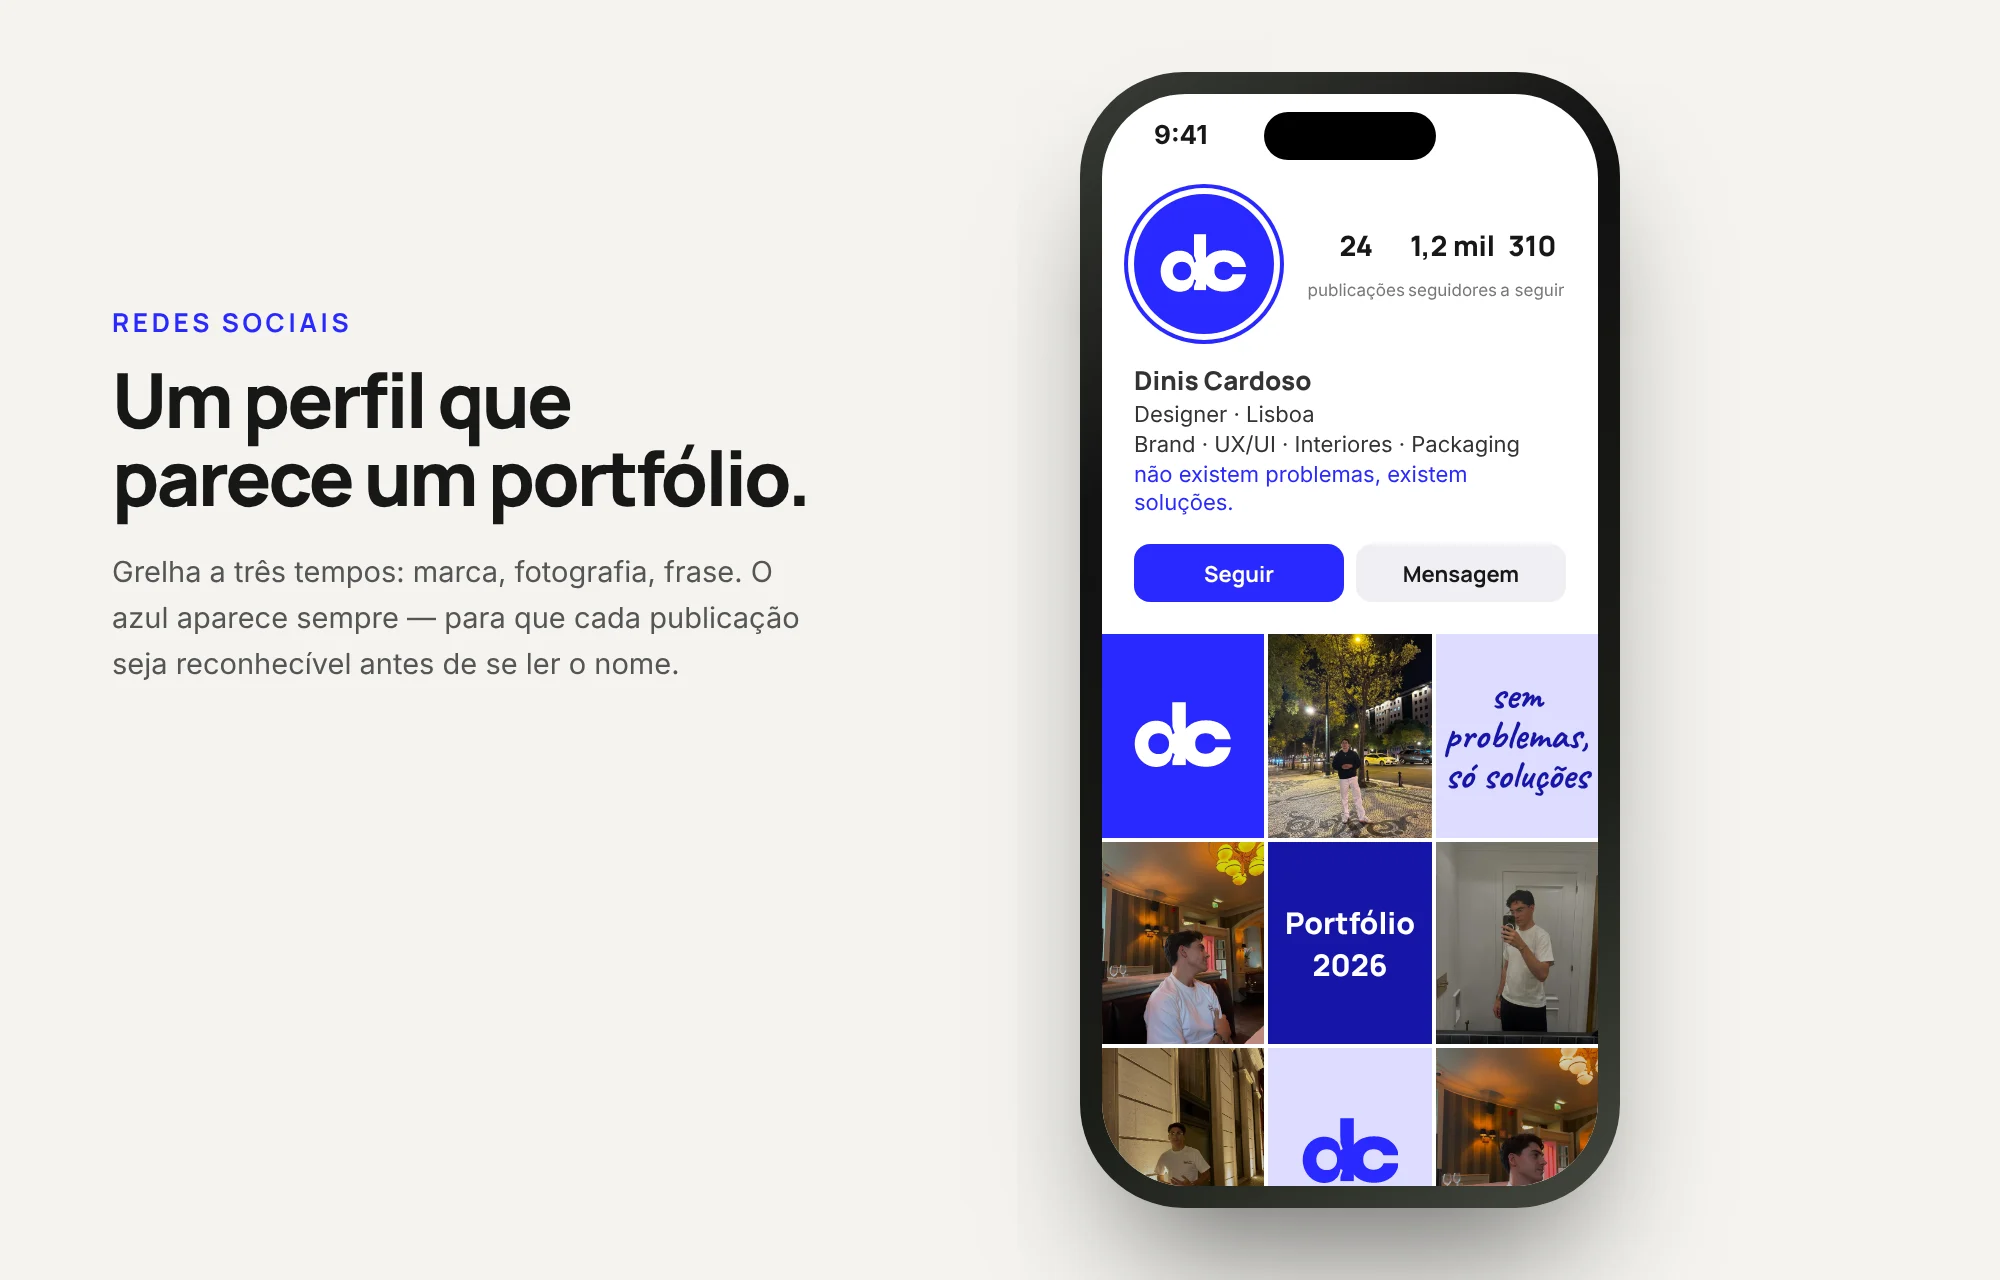 REDES SOCIAIS
Um perfil que
parece um portfólio.
Grelha a três tempos: marca, fotografia, frase. O
azul aparece sempre — para que cada publicação
seja reconhecível antes de se ler o nome.
9:41
dc
24 1,2 mil 310
publicações seguidores a seguir
Dinis Cardoso
Designer · Lisboa
Brand · UX/UI · Interiores · Packaging
não existem problemas, existem
soluções.
Seguir Mensagem
dc
sem
problemas,
só soluções
Portfólio
2026
dc